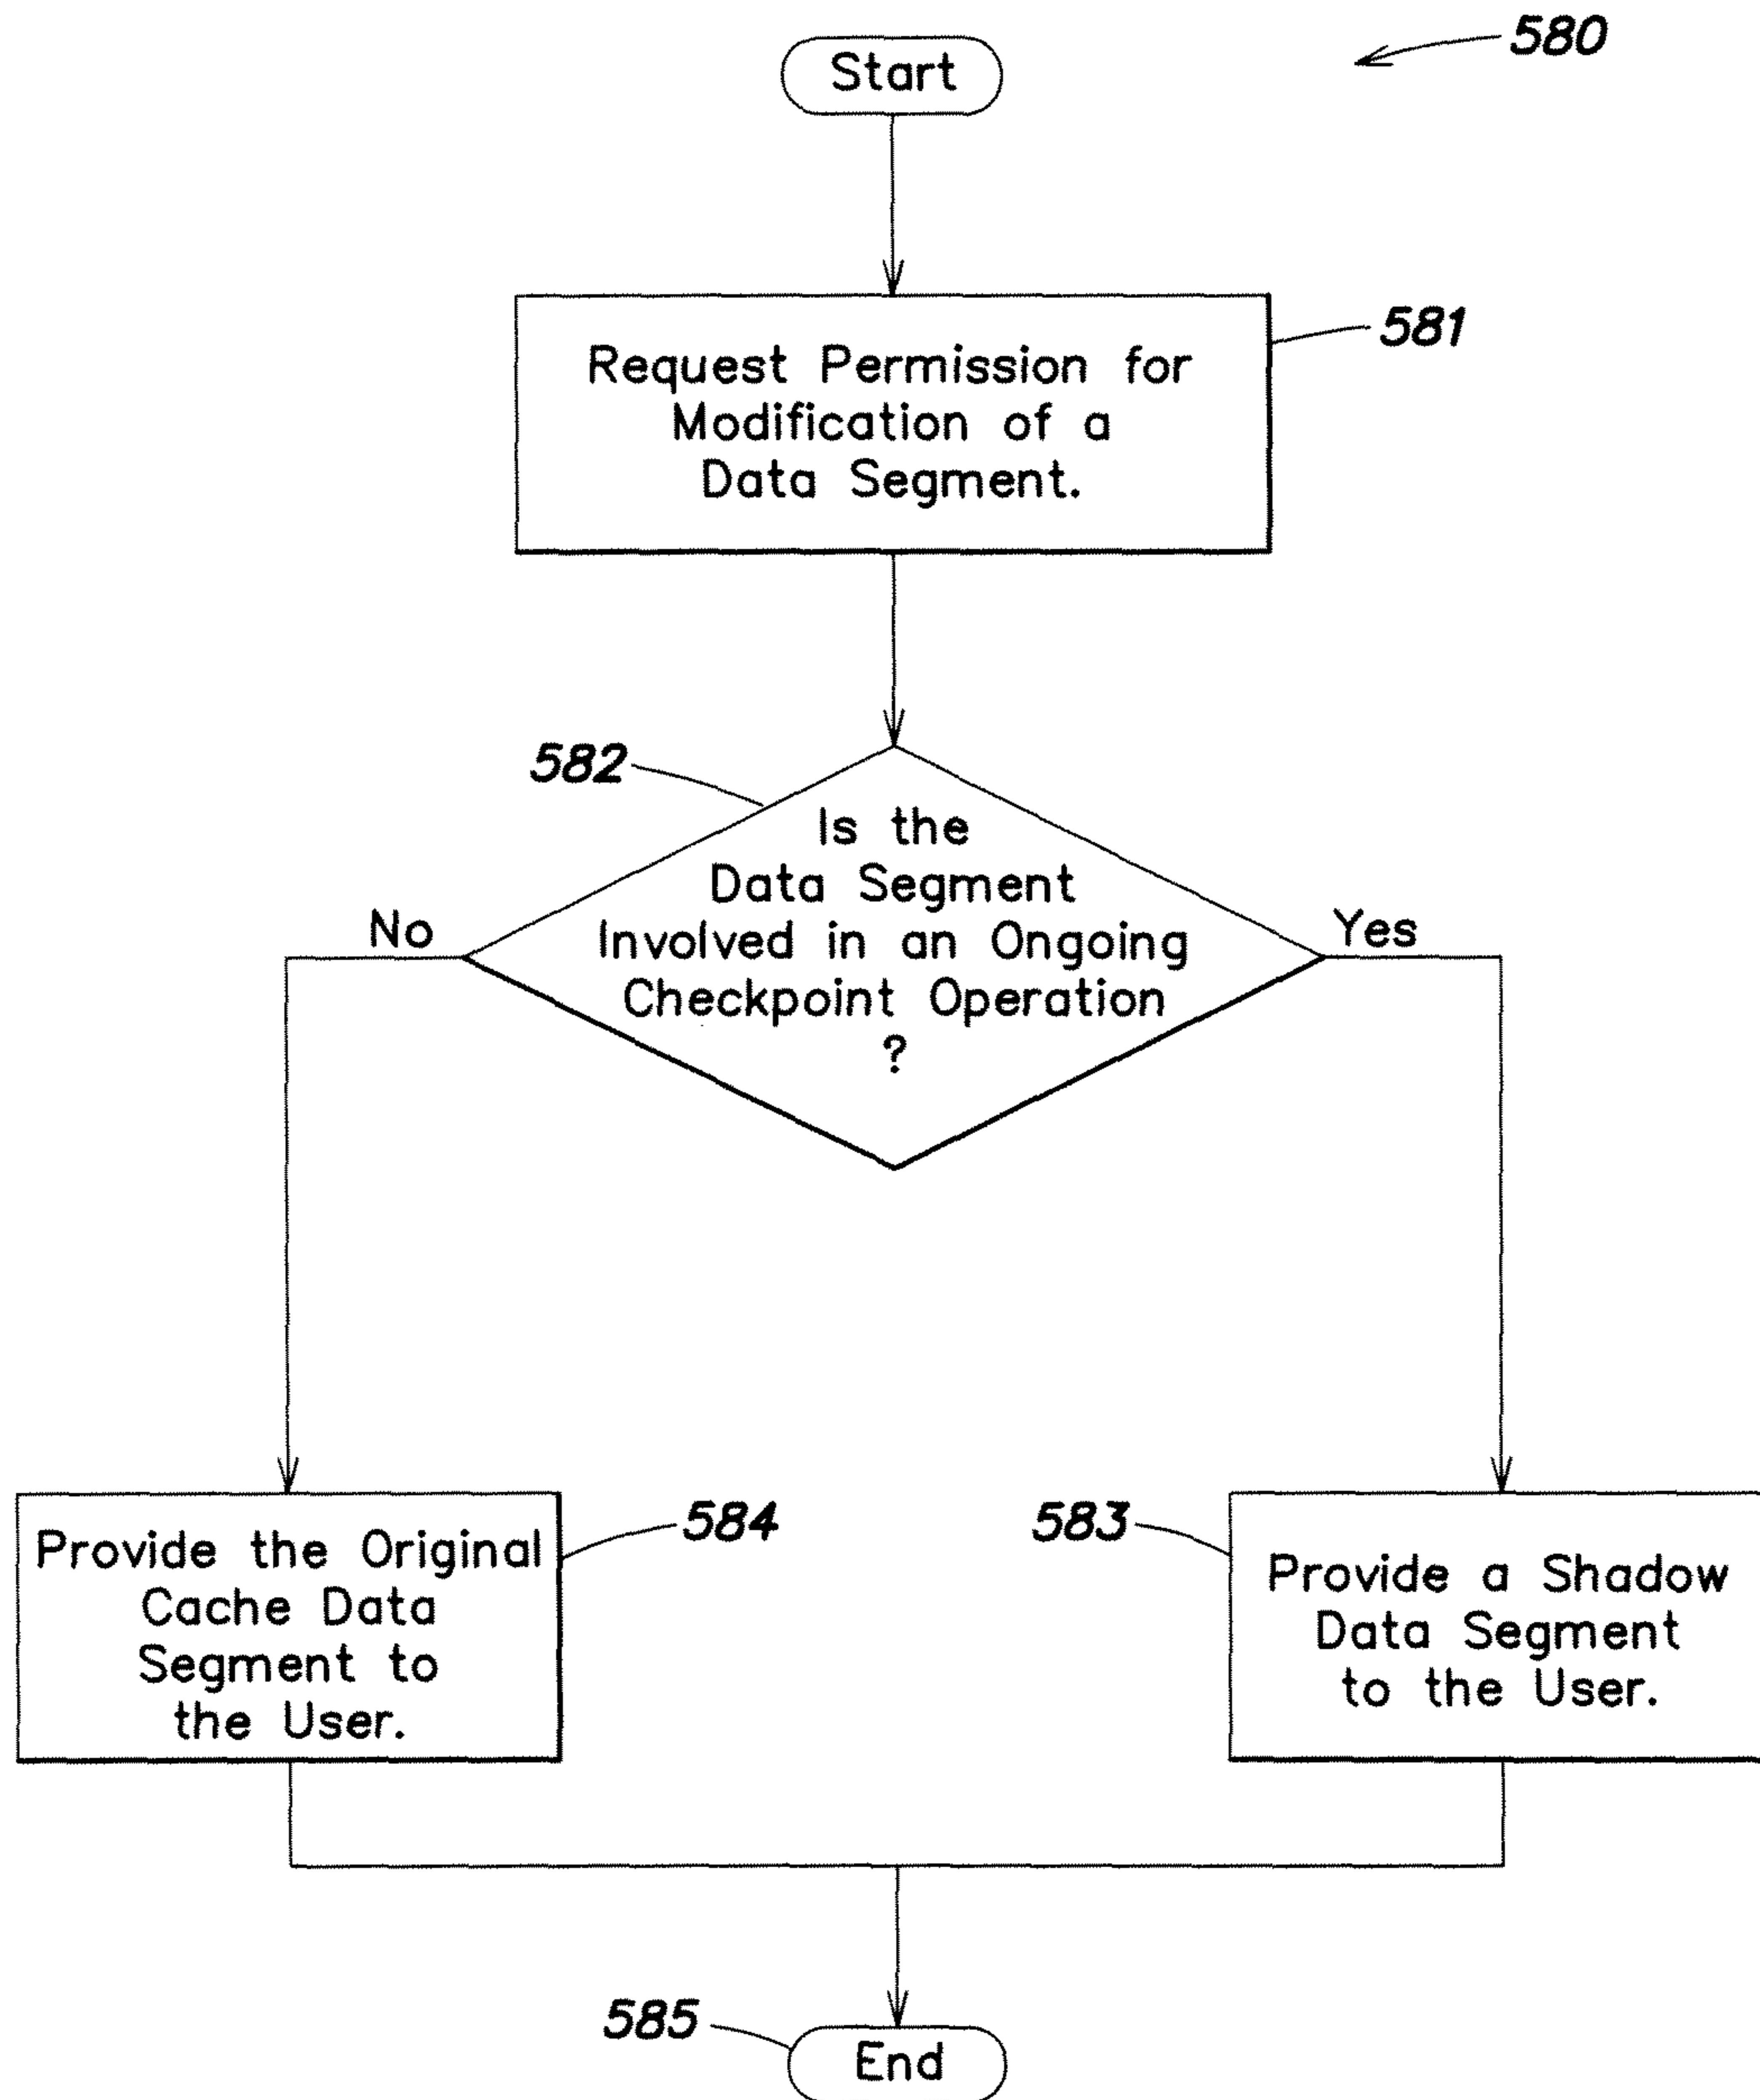 580
Start
581
Request Permission for
Modification of a
Data Segment.
582
Is the
Data Segment
Involved in an Ongoing
Checkpoint Operation
?
No
Yes
584
Provide the Original
Cache Data
Segment to
the User.
583
Provide a Shadow
Data Segment
to the User.
585
End